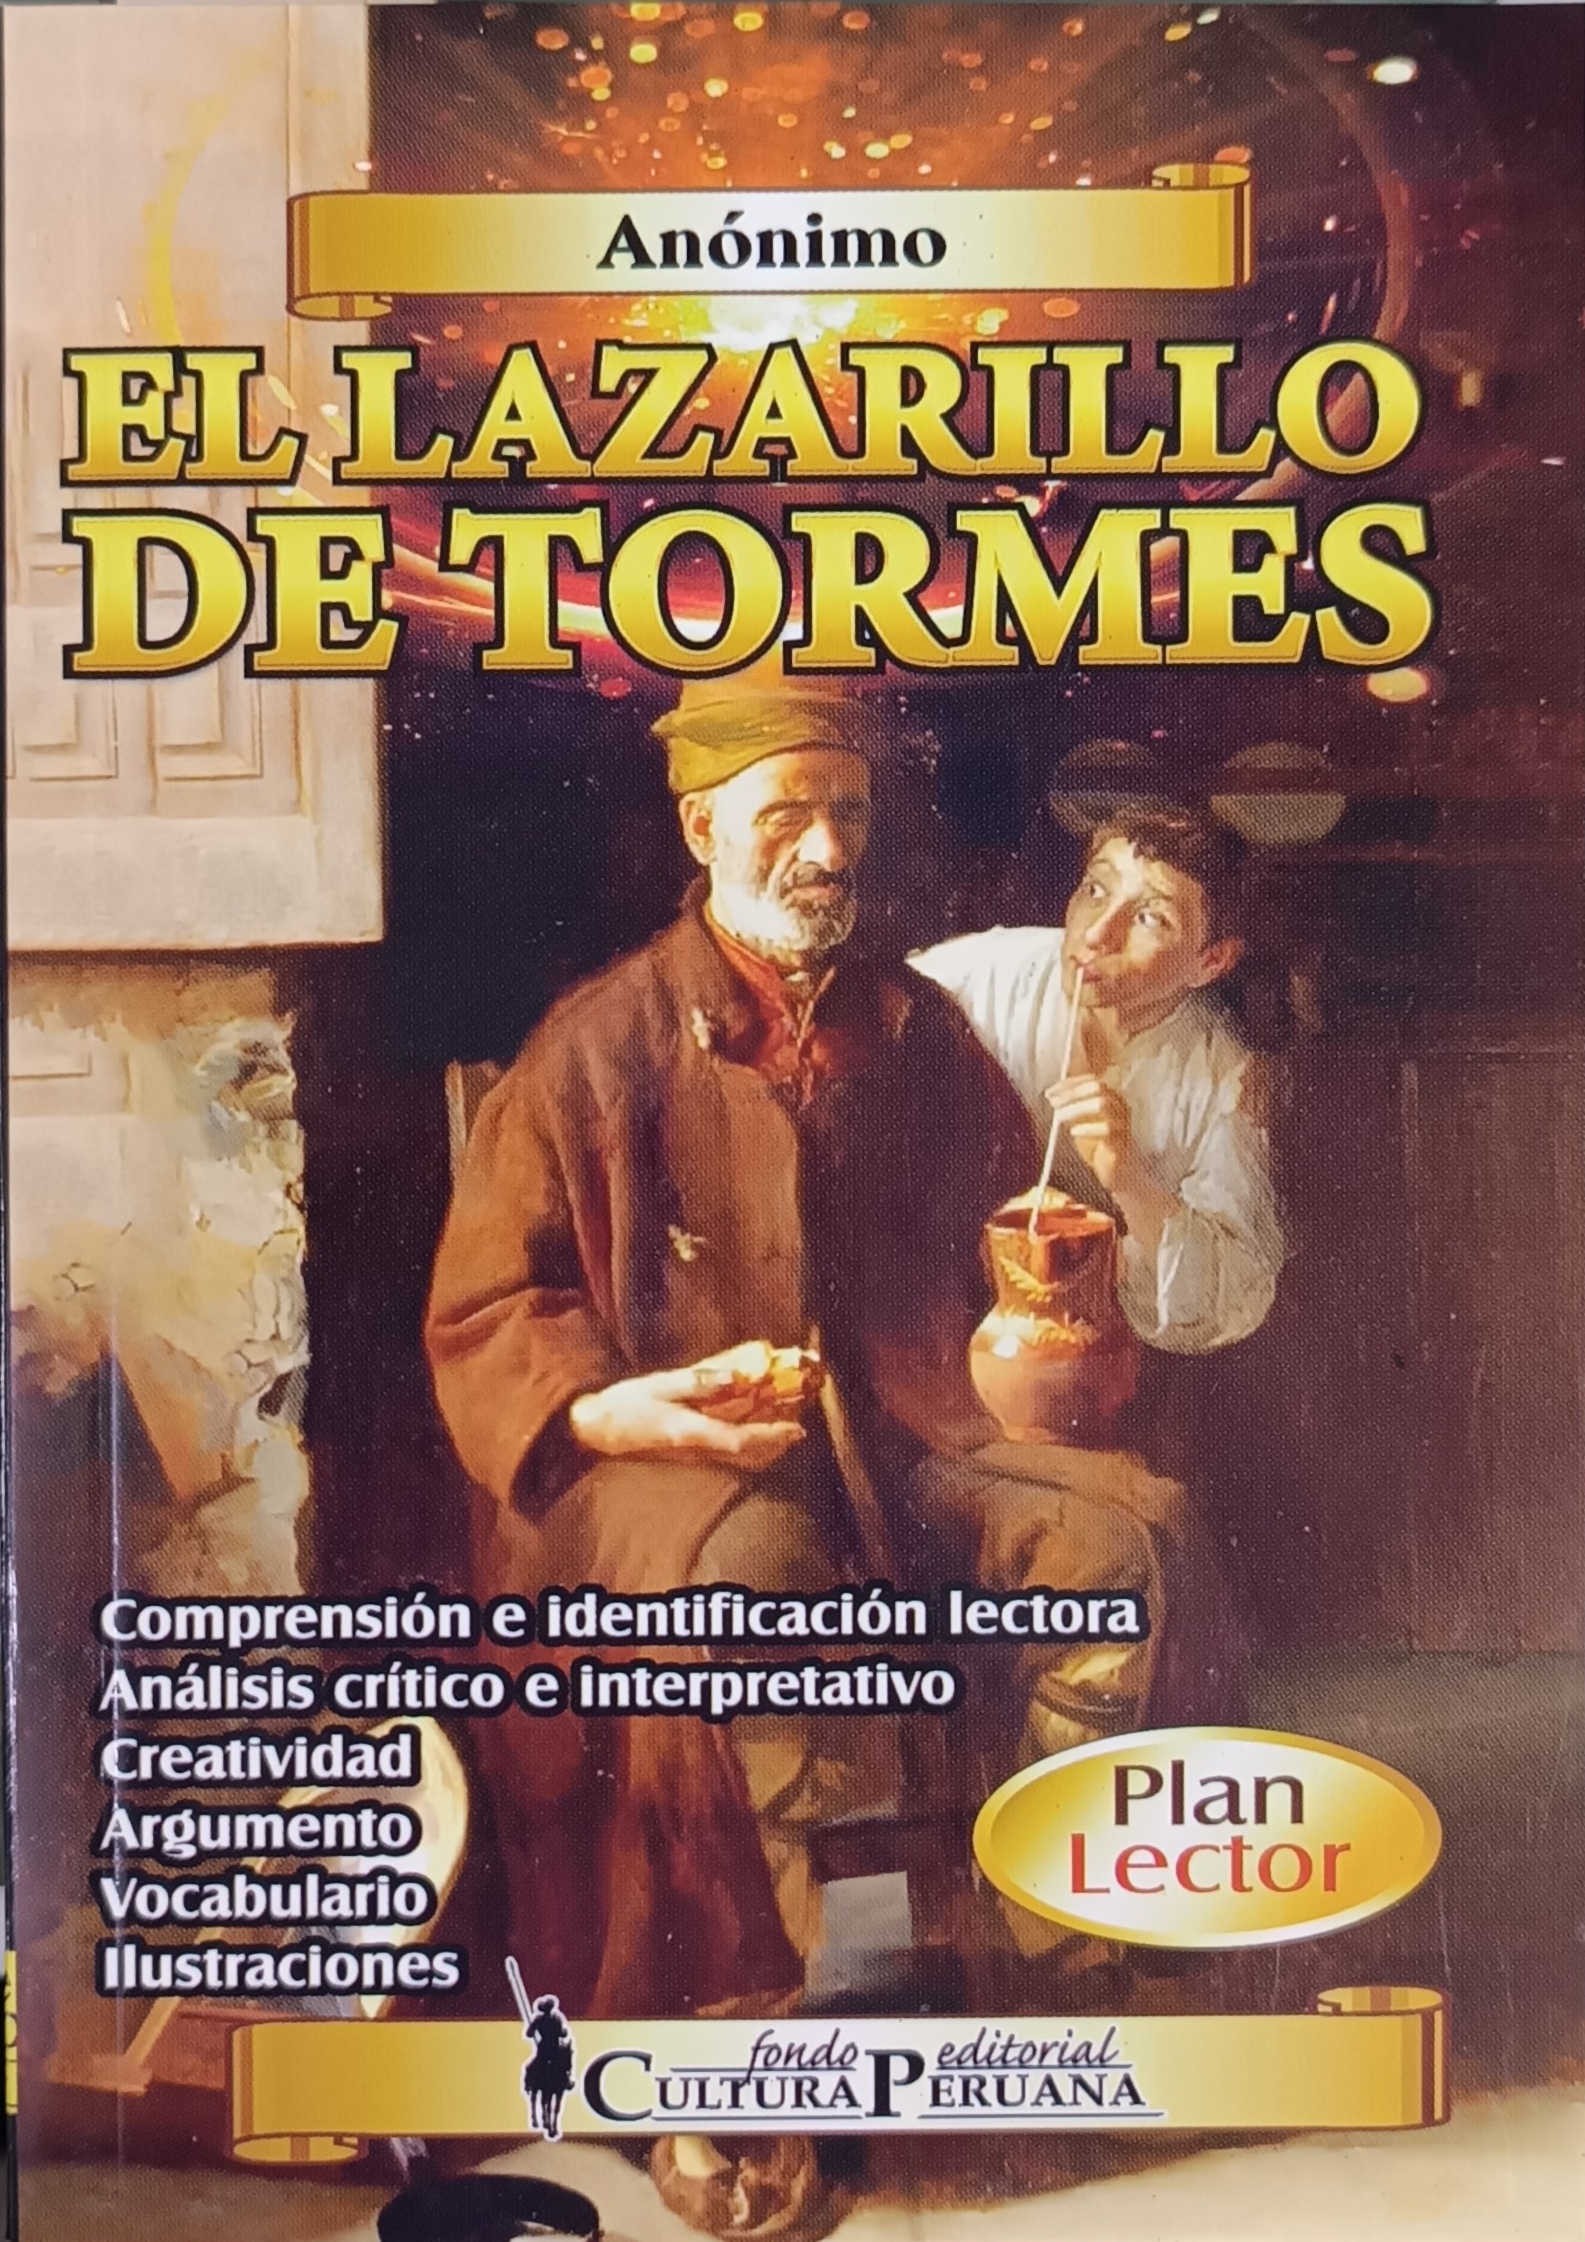 Anónimo
EL LAZARILLO
DE TORMES
Comprensión e identificación lectora
Análisis crítico e interpretativo
Creatividad
Argumento
Vocabulario
Ilustraciones
Plan
Lector
fondo editorial
CULTURA PERUANA